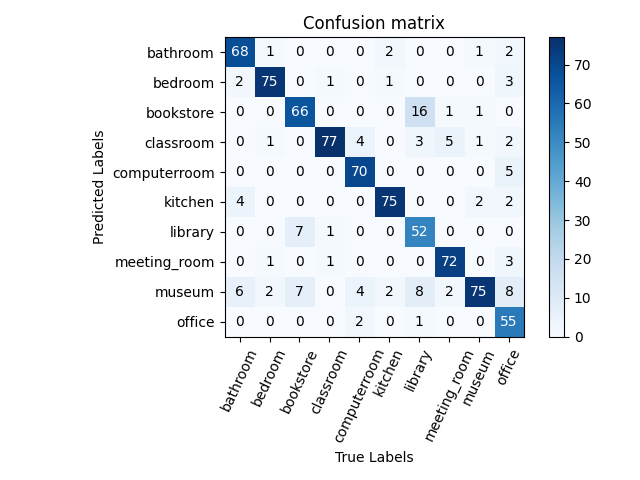 Confusion matrix
Predicted Labels
bathroom 68 1 0 0 0 2 0 0 1 2
bedroom 2 75 0 1 0 1 0 0 0 3
bookstore 0 0 66 0 0 0 16 1 1 0
classroom 0 1 0 77 4 0 3 5 1 2
computerroom 0 0 0 0 70 0 0 0 0 5
kitchen 4 0 0 0 0 75 0 0 2 2
library 0 0 7 1 0 0 52 0 0 0
meeting_room 0 1 0 1 0 0 0 72 0 3
museum 6 2 7 0 4 2 8 2 75 8
office 0 0 0 0 2 0 1 0 0 55
bathroom bedroom bookstore classroom computerroom kitchen library meeting_room museum office
True Labels
70
60
50
40
30
20
10
0